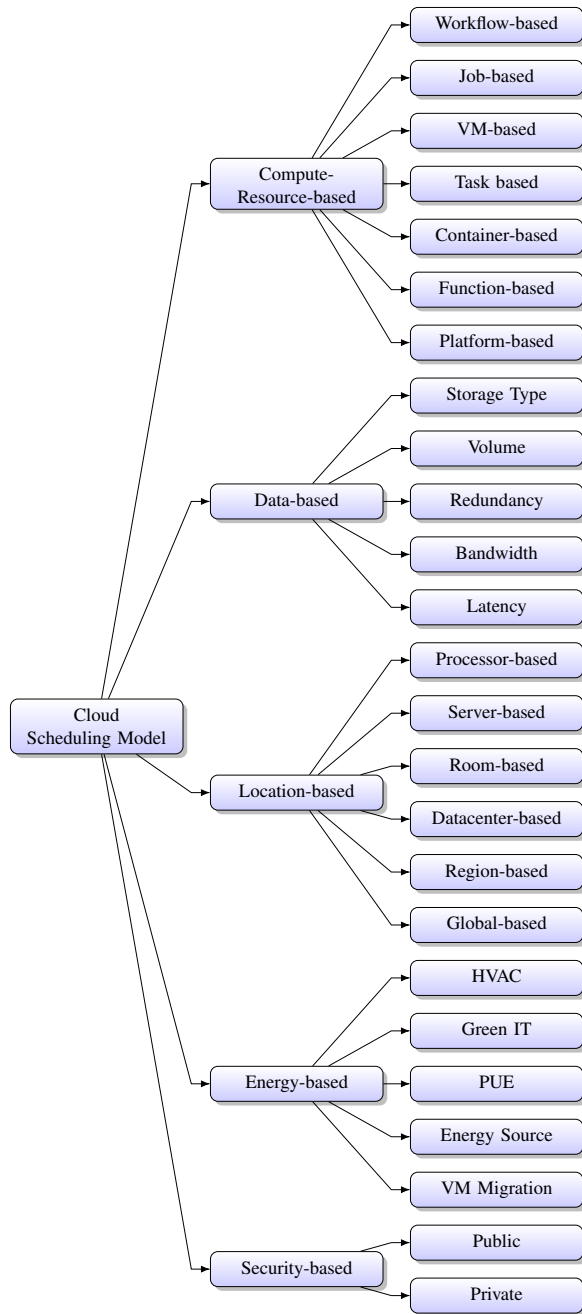 Workflow-based
Job-based
VM-based
Compute-
Resource-based
Task based
Container-based
Function-based
Platform-based
Storage Type
Volume
Data-based
Redundancy
Bandwidth
Latency
Processor-based
Cloud
Scheduling Model
Server-based
Room-based
Location-based
Datacenter-based
Region-based
Global-based
HVAC
Green IT
Energy-based
PUE
Energy Source
VM Migration
Public
Security-based
Private